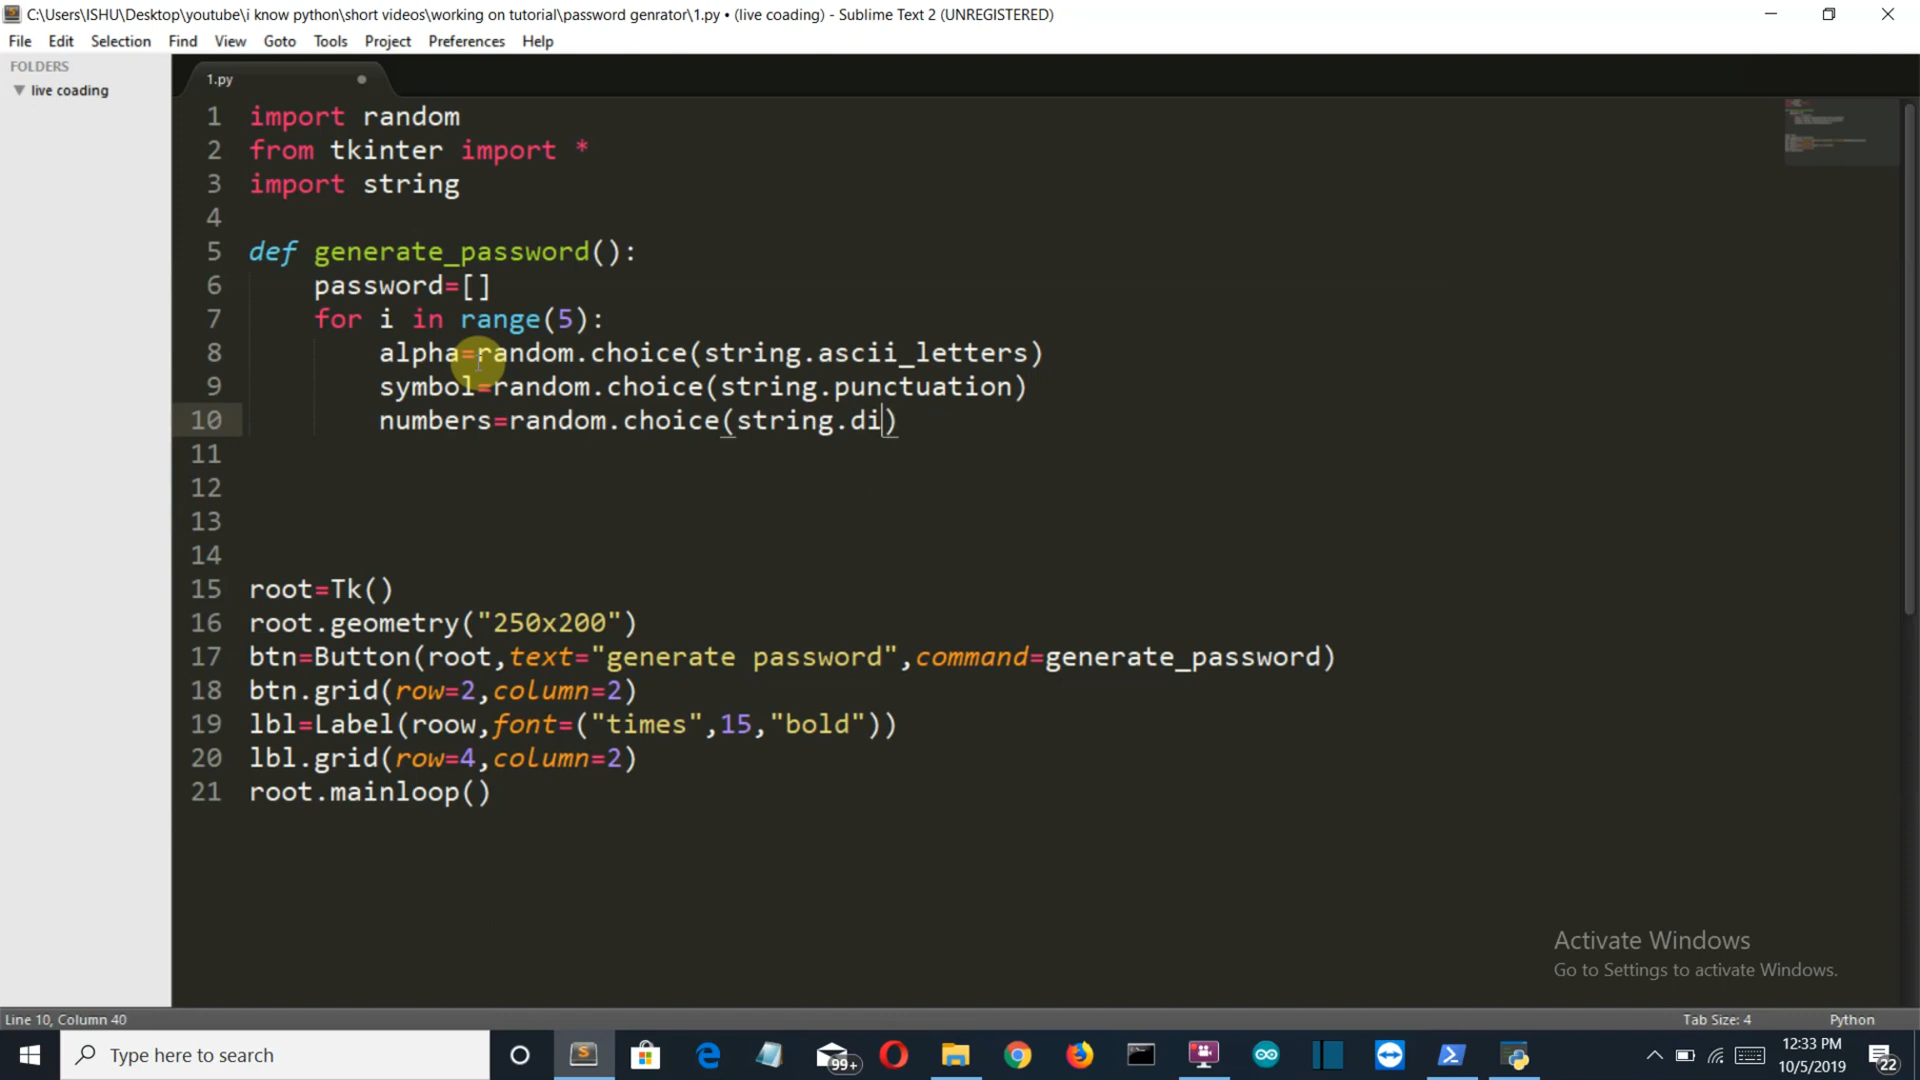 C:\Users\ISHU\Desktop\youtube\i know python\short videos\working on tutorial\password genrator\1.py • (live coading) - Sublime Text 2 (UNREGISTERED)
File Edit Selection Find View Goto Tools Project Preferences Help
FOLDERS
live coading
1.py
1 import random
2 from tkinter import *
3 import string
4
5 def generate_password():
6 password=[]
7 for i in range(5):
8 alpha=random.choice(string.ascii_letters)
9 symbol=random.choice(string.punctuation)
10 numbers=random.choice(string.di)
11
12
13
14
15 root=Tk()
16 root.geometry("250x200")
17 btn=Button(root,text="generate password",command=generate_password)
18 btn.grid(row=2,column=2)
19 lbl=Label(roow,font=("times",15,"bold"))
20 lbl.grid(row=4,column=2)
21 root.mainloop()
Activate Windows
Go to Settings to activate Windows.
Line 10, Column 40 Tab Size: 4 Python
Type here to search
99+
12:33 PM
10/5/2019
22